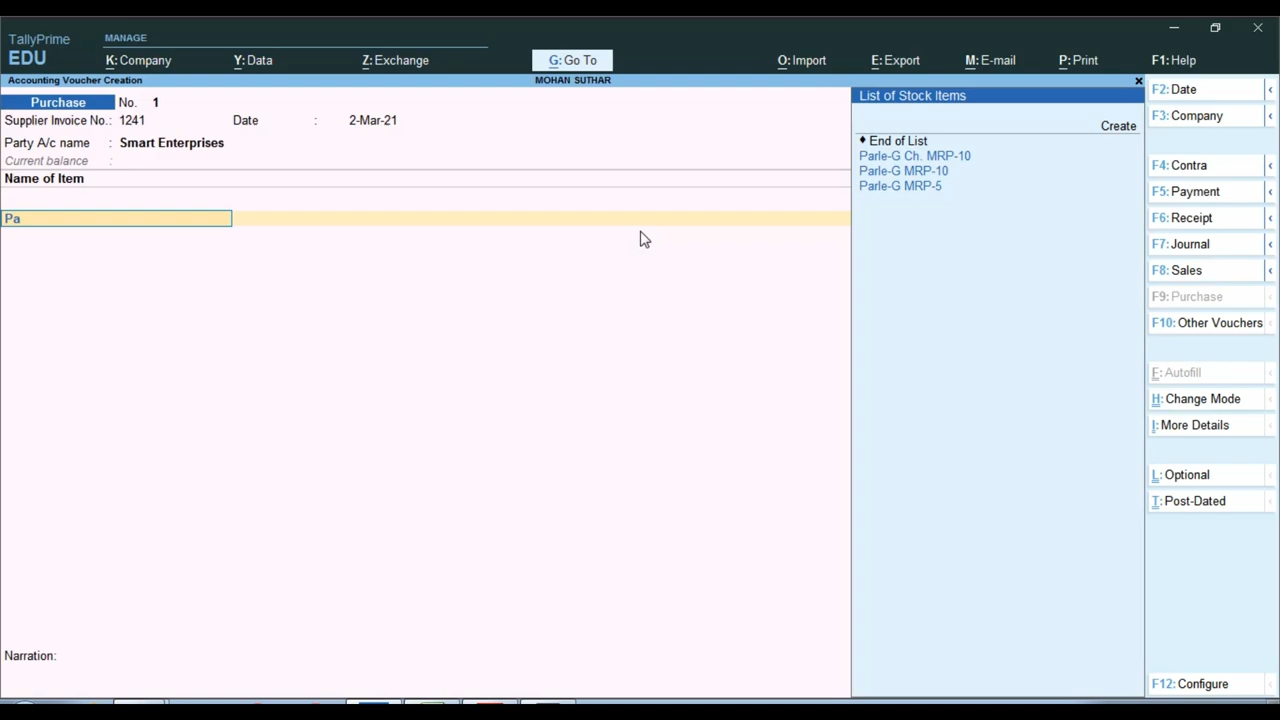 TallyPrime
EDU
MANAGE
K: Company
Y: Data
Z: Exchange
G: Go To
O: Import
E: Export
M: E-mail
P: Print
F1: Help
Accounting Voucher Creation
MOHAN SUTHAR
Purchase No. 1
Supplier Invoice No.: 1241 Date : 2-Mar-21
Party A/c name : Smart Enterprises
Current balance :
Name of Item
Pa
Narration:
List of Stock Items
Create
♦ End of List
Parle-G Ch. MRP-10
Parle-G MRP-10
Parle-G MRP-5
F2: Date
F3: Company
F4: Contra
F5: Payment
F6: Receipt
F7: Journal
F8: Sales
F9: Purchase
F10: Other Vouchers
E: Autofill
H: Change Mode
I: More Details
L: Optional
T: Post-Dated
F12: Configure